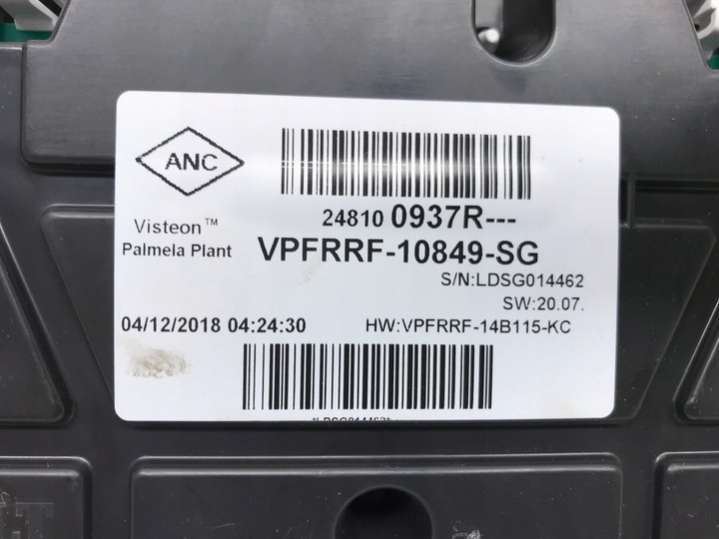 ANC
24810 0937R---
Visteon™
Palmela Plant
VPFRRF-10849-SG
S/N:LDSG014462
SW:20.07.
04/12/2018 04:24:30
HW:VPFRRF-14B115-KC